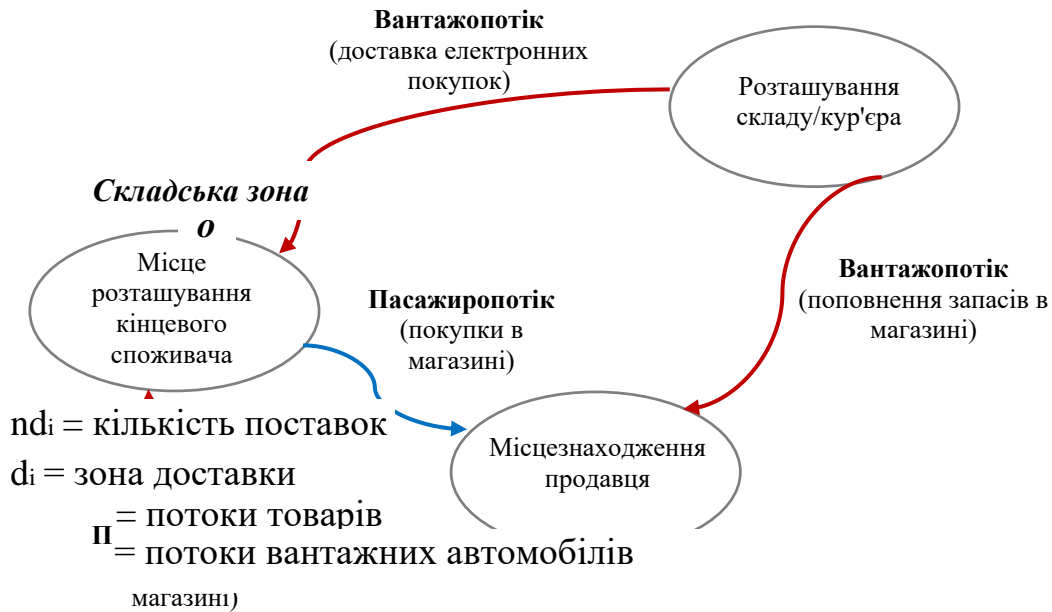 Вантажопотік
(доставка електронних
покупок)
Розташування
складу/кур'єра
Складська зона
о
Місце
розташування
кінцевого
споживача
Пасажиропотік
(покупки в
магазині)
Вантажопотік
(поповнення запасів в
магазині)
Місцезнаходження
продавця
ndi = кількість поставок
di = зона доставки
= потоки товарів
П
= потоки вантажних автомобілів
магазині)